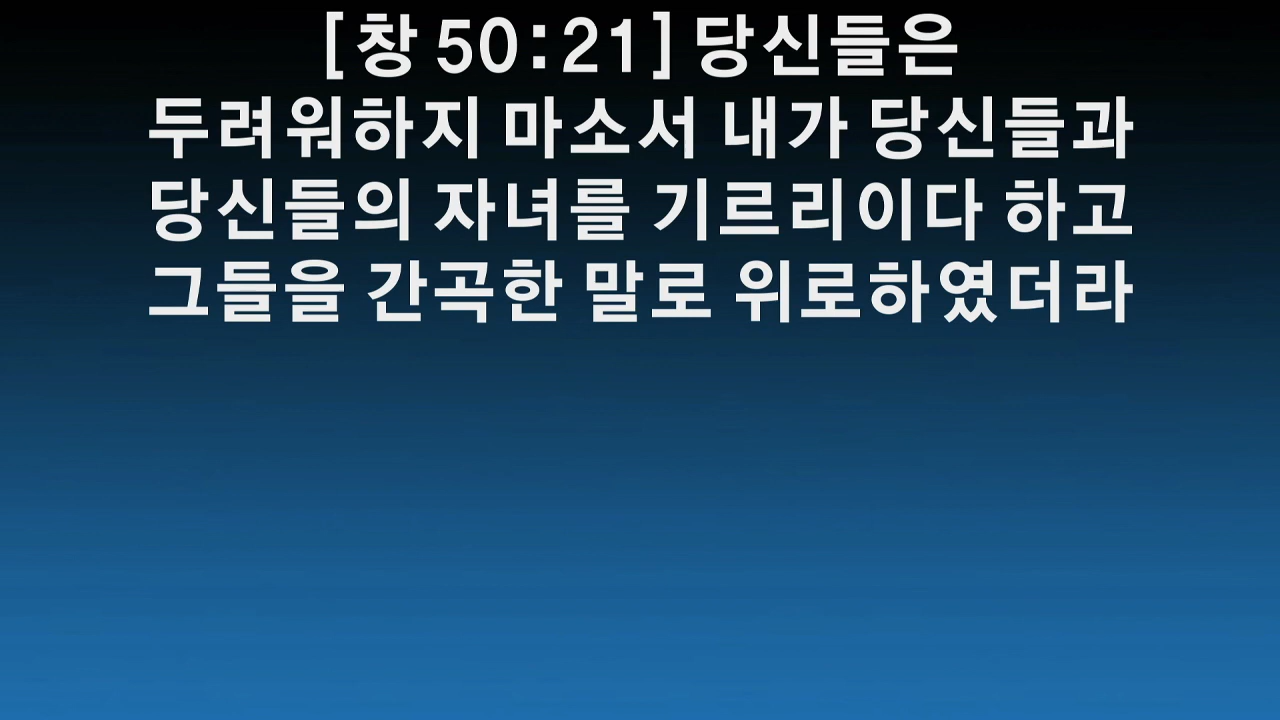 [창 50:21] 당신들은
두려워하지 마소서 내가 당신들과
당신들의 자녀를 기르리이다 하고
그들을 간곡한 말로 위로하였더라